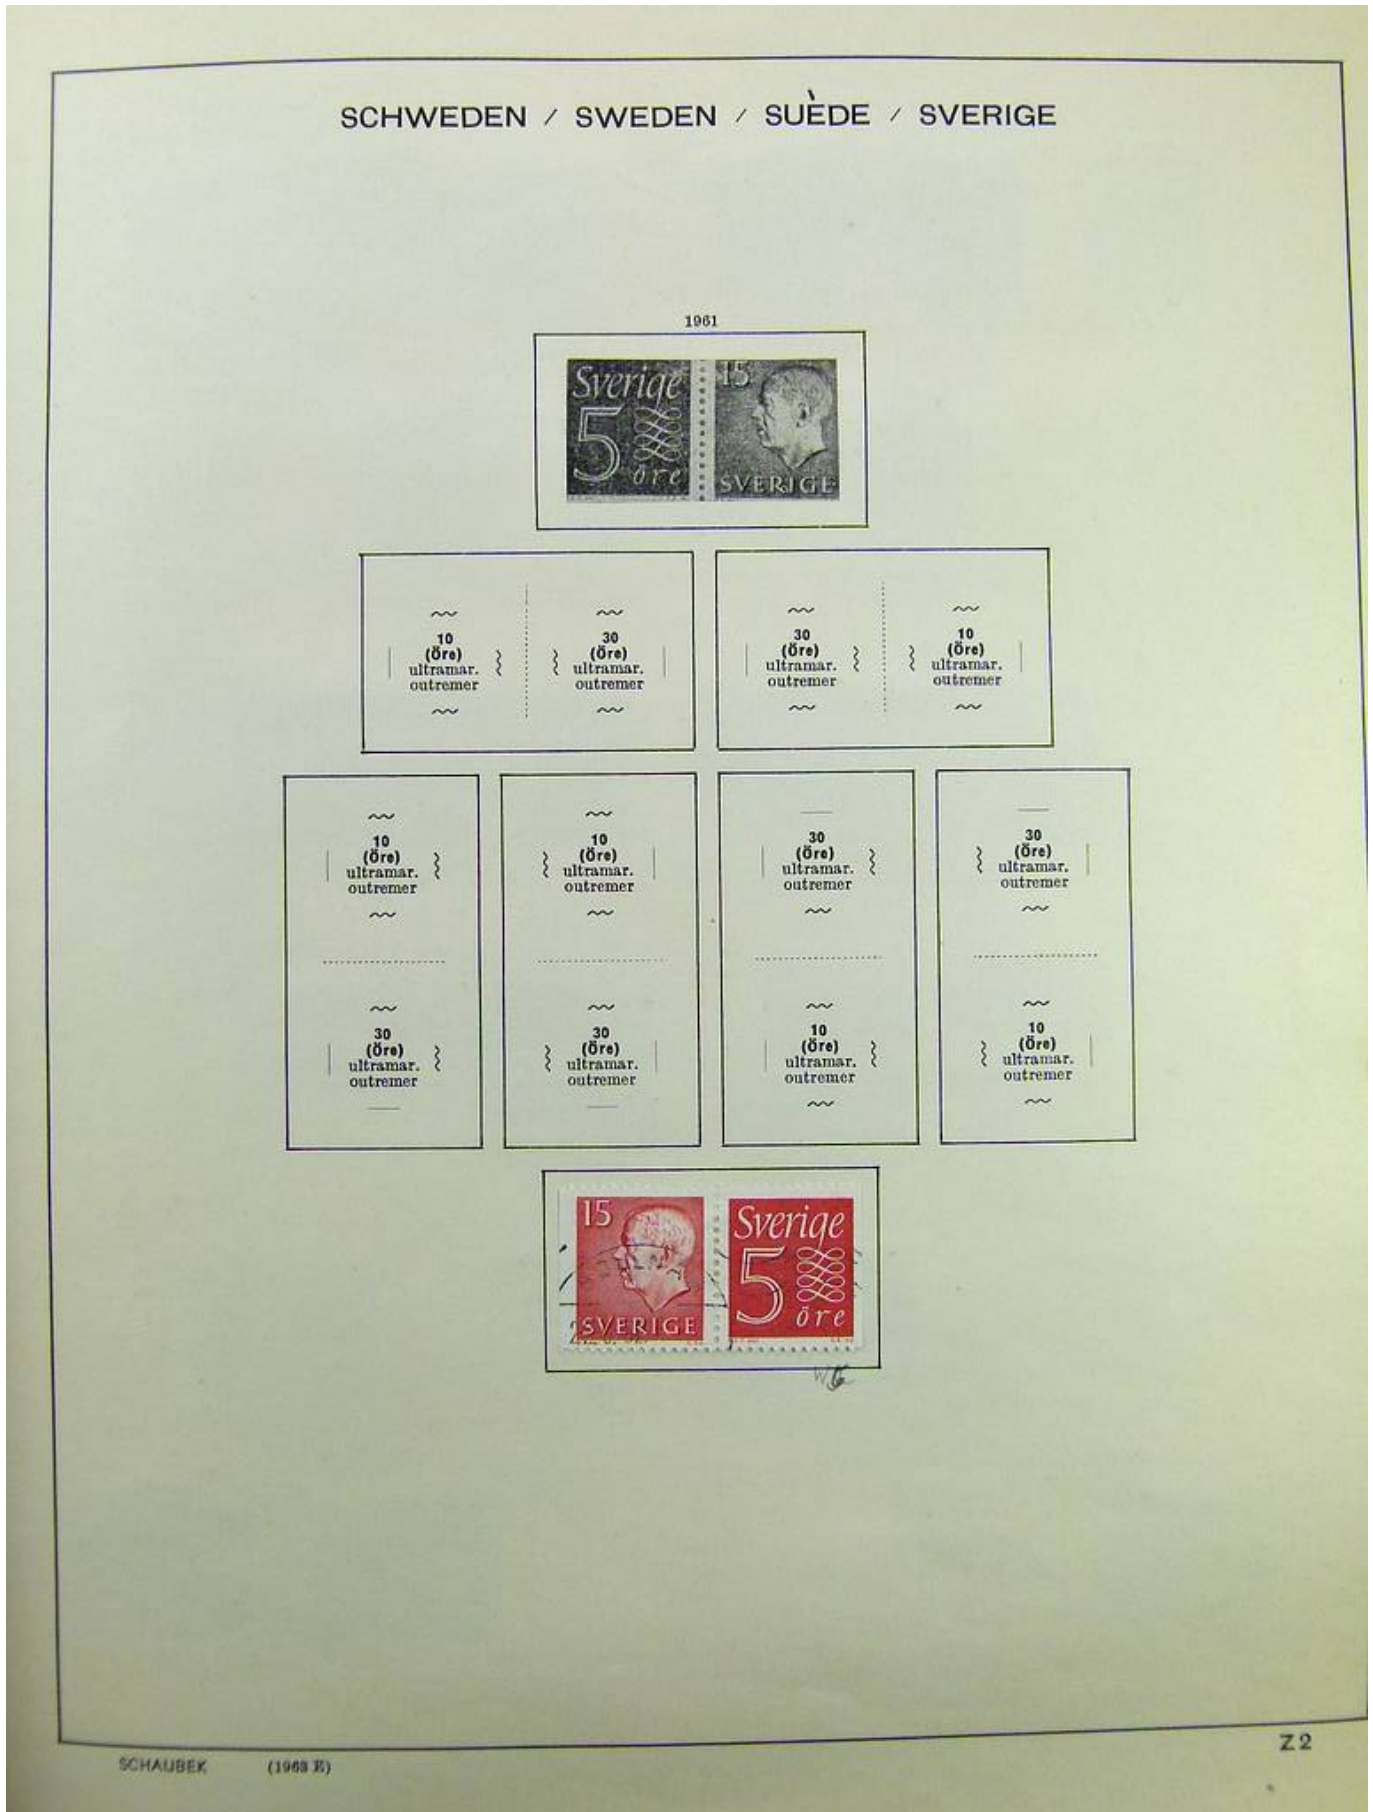 SCHWEDEN / SWEDEN / SUÈDE / SVERIGE
1961
Sverige
5
öre
15
SVERIGE
10
(Öre)
ultramar.
outremer
30
(Öre)
ultramar.
outremer
30
(Öre)
ultramar.
outremer
10
(Öre)
ultramar.
outremer
10
(Öre)
ultramar.
outremer
30
(Öre)
ultramar.
outremer
10
(Öre)
ultramar.
outremer
30
(Öre)
ultramar.
outremer
30
(Öre)
ultramar.
outremer
10
(Öre)
ultramar.
outremer
30
(Öre)
ultramar.
outremer
10
(Öre)
ultramar.
outremer
15
SVERIGE
Sverige
5
öre
Z 2
SCHAUBEK (1963 E)